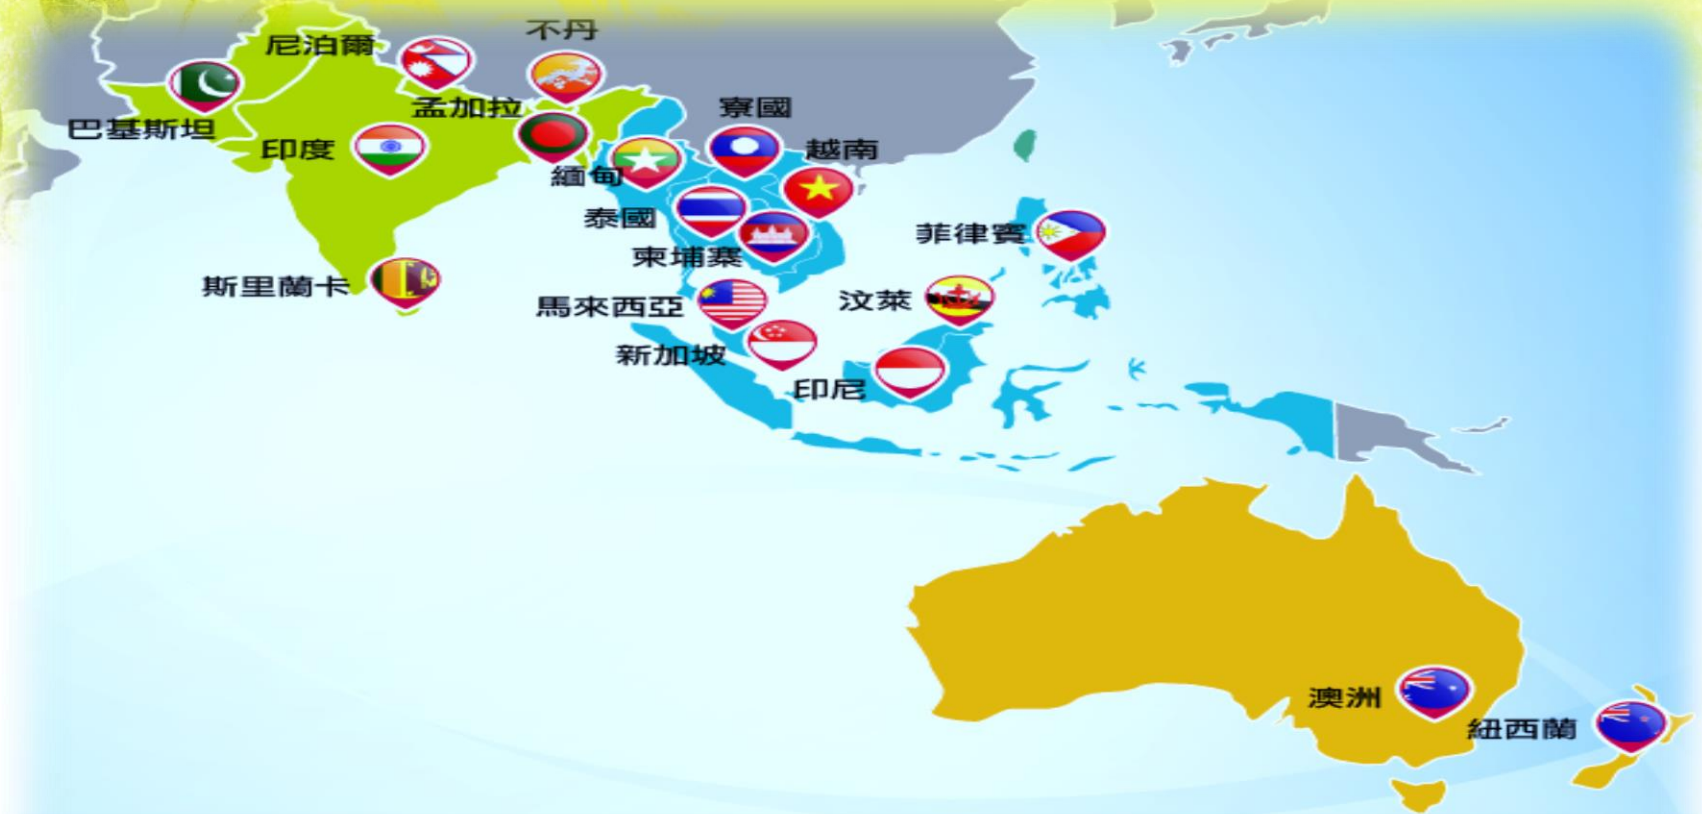 不丹
尼泊爾
孟加拉
寮國
巴基斯坦
印度
越南
緬甸
泰國
菲律賓
柬埔寨
斯里蘭卡
馬來西亞
汶萊
新加坡
印尼
澳洲
紐西蘭